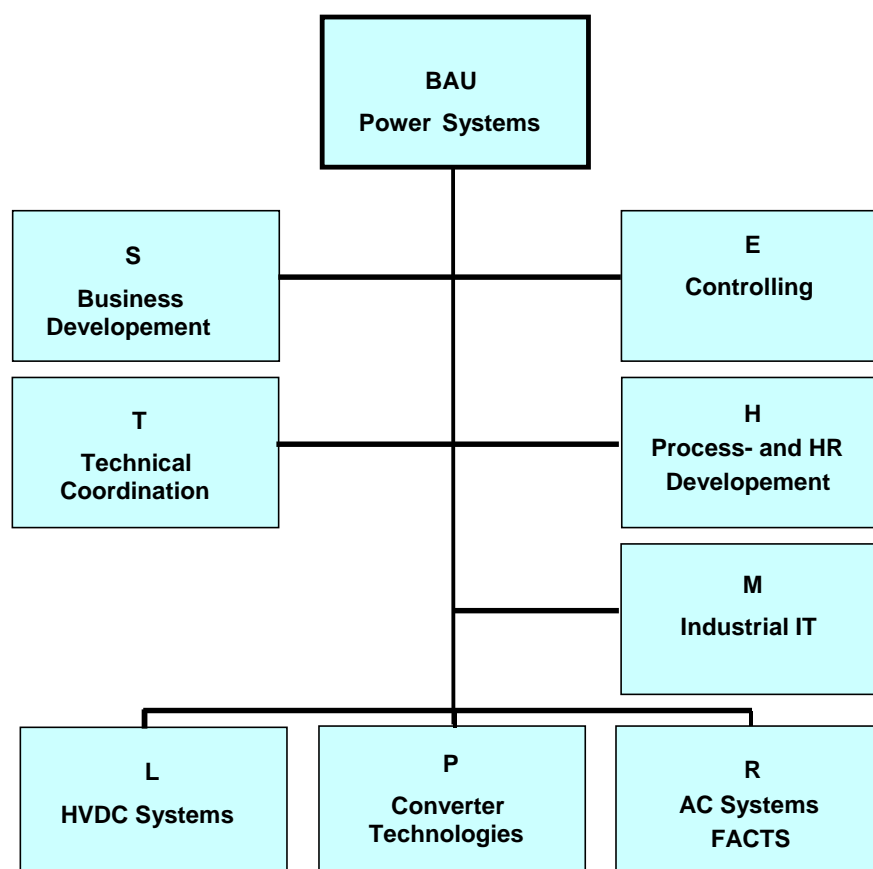 BAU
Power Systems
S
Business
Developement
E
Controlling
T
Technical
Coordination
H
Process- and HR
Developement
M
Industrial IT
L
HVDC Systems
P
Converter
Technologies
R
AC Systems
FACTS